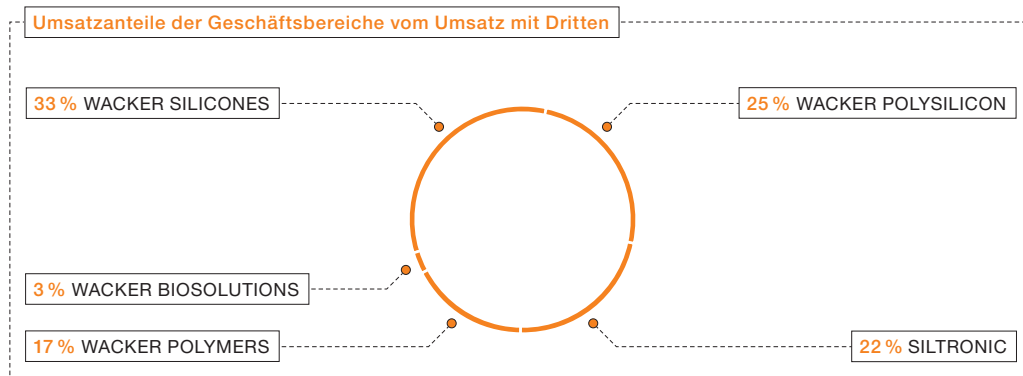 Umsatzanteile der Geschäftsbereiche vom Umsatz mit Dritten
33 % WACKER SILICONES
25 % WACKER POLYSILICON
3 % WACKER BIOSOLUTIONS
17 % WACKER POLYMERS
22 % SILTRONIC